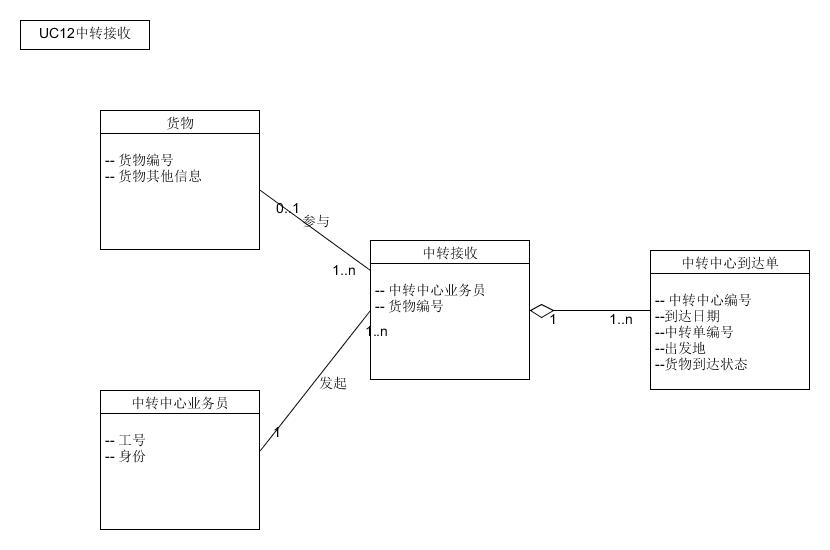 UC12中转接收
货物
-- 货物编号
-- 货物其他信息
0..1
参与
1..n
中转接收
-- 中转中心业务员
-- 货物编号
1..n
1
1..n
中转中心到达单
-- 中转中心编号
--到达日期
--中转单编号
--出发地
--货物到达状态
发起
1
中转中心业务员
-- 工号
-- 身份